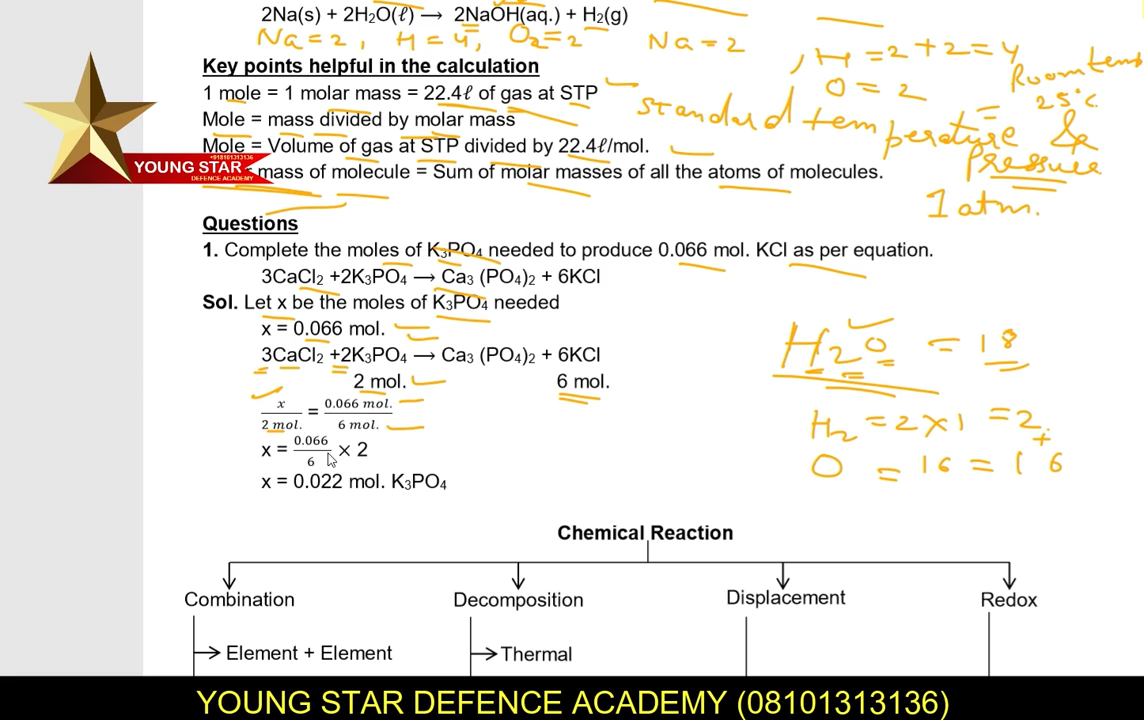 2Na(s) + 2H₂O(ℓ) → 2NaOH(aq.) + H₂(g)
Na = 2, H = 4, O₂ = 2 Na = 2 , H = 2 + 2 = 4
O = 2
Room temp
25°C
Key points helpful in the calculation
1 mole = 1 molar mass = 22.4ℓ of gas at STP
standard temperature &
Pressure
1 atm.
Mole = mass divided by molar mass
Mole = Volume of gas at STP divided by 22.4ℓ/mol.
mass of molecule = Sum of molar masses of all the atoms of molecules.
+918101313136
YOUNG STAR
DEFENCE ACADEMY
Questions
1. Complete the moles of K₃PO₄ needed to produce 0.066 mol. KCl as per equation.
3CaCl₂ +2K₃PO₄ → Ca₃ (PO₄)₂ + 6KCl
Sol. Let x be the moles of K₃PO₄ needed
x = 0.066 mol.
3CaCl₂ +2K₃PO₄ → Ca₃ (PO₄)₂ + 6KCl
2 mol. 6 mol.
x/2 mol. = 0.066 mol./6 mol.
x = 0.066/6 × 2
x = 0.022 mol. K₃PO₄
H₂O = 18
H₂ = 2 × 1 = 2 +
O = 16 = 16
Chemical Reaction
Combination Decomposition Displacement Redox
Element + Element Thermal
YOUNG STAR DEFENCE ACADEMY (08101313136)